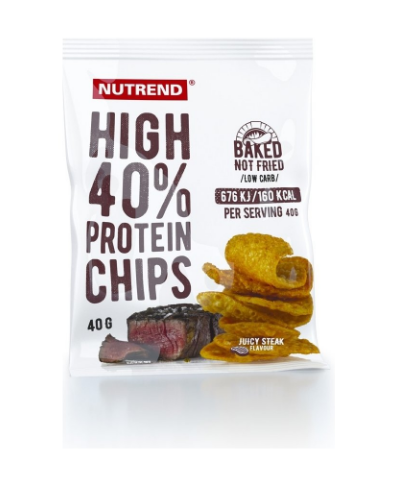 NUTREND®
HIGH
40%
PROTEIN
CHIPS
40 G
BAKED
NOT FRIED
/LOW CARB/
676 KJ/160 KCAL
PER SERVING 40G
JUICY STEAK
FLAVOUR